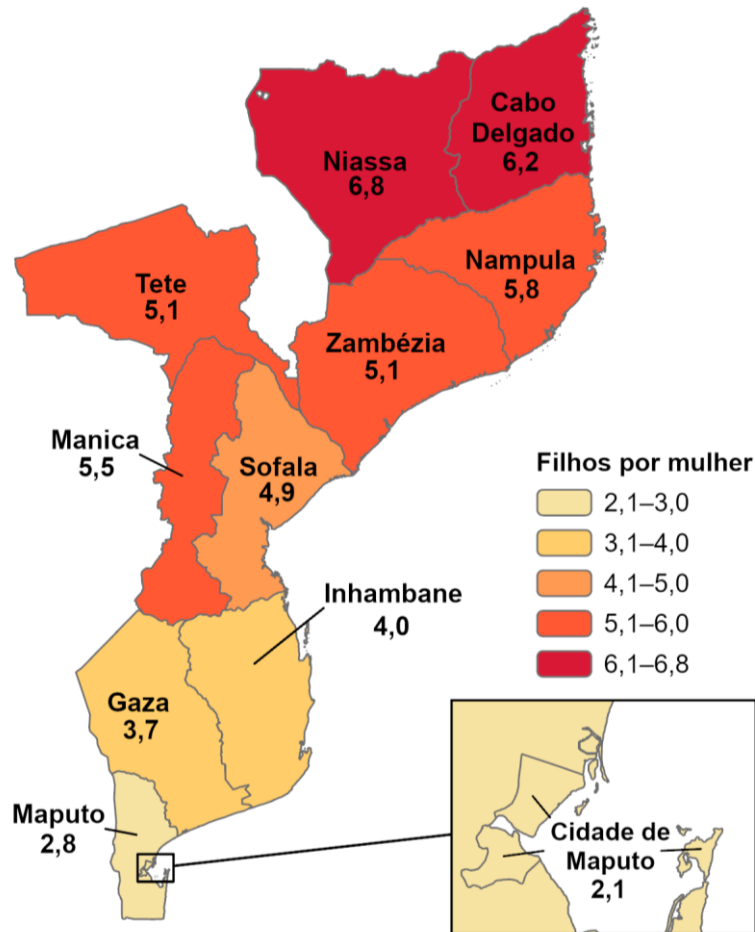 Cabo
Delgado
6,2
Niassa
6,8
Nampula
5,8
Tete
5,1
Zambézia
5,1
Manica
5,5
Sofala
4,9
Filhos por mulher
2,1–3,0
3,1–4,0
4,1–5,0
5,1–6,0
6,1–6,8
Inhambane
4,0
Gaza
3,7
Maputo
2,8
Cidade de
Maputo
2,1